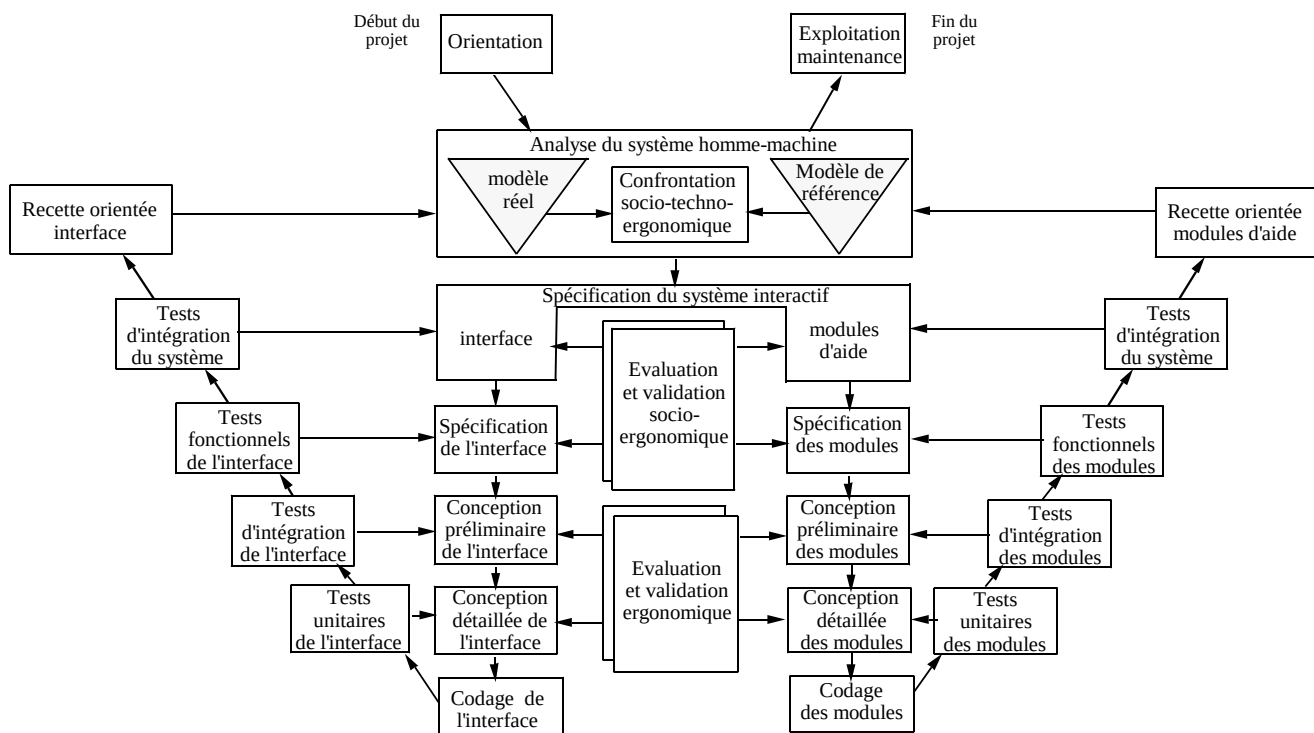 Début du
projet
Orientation
Exploitation
maintenance
Fin du
projet
Analyse du système homme-machine
modèle
réel
Confrontation
socio-techno-
ergonomique
Modèle de
référence
Recette orientée
interface
Recette orientée
modules d'aide
Spécification du système interactif
interface
modules
d'aide
Tests
d'intégration
du système
Evaluation
et validation
socio-
ergonomique
Tests
d'intégration
du système
Tests
fonctionnels
de l'interface
Spécification
de l'interface
Spécification
des modules
Tests
fonctionnels
des modules
Tests
d'intégration
de l'interface
Conception
préliminaire
de l'interface
Conception
préliminaire
des modules
Tests
d'intégration
des modules
Evaluation
et validation
ergonomique
Tests
unitaires
de l'interface
Conception
détaillée de
l'interface
Conception
détaillée
des modules
Tests
unitaires
des modules
Codage de
l'interface
Codage
des modules